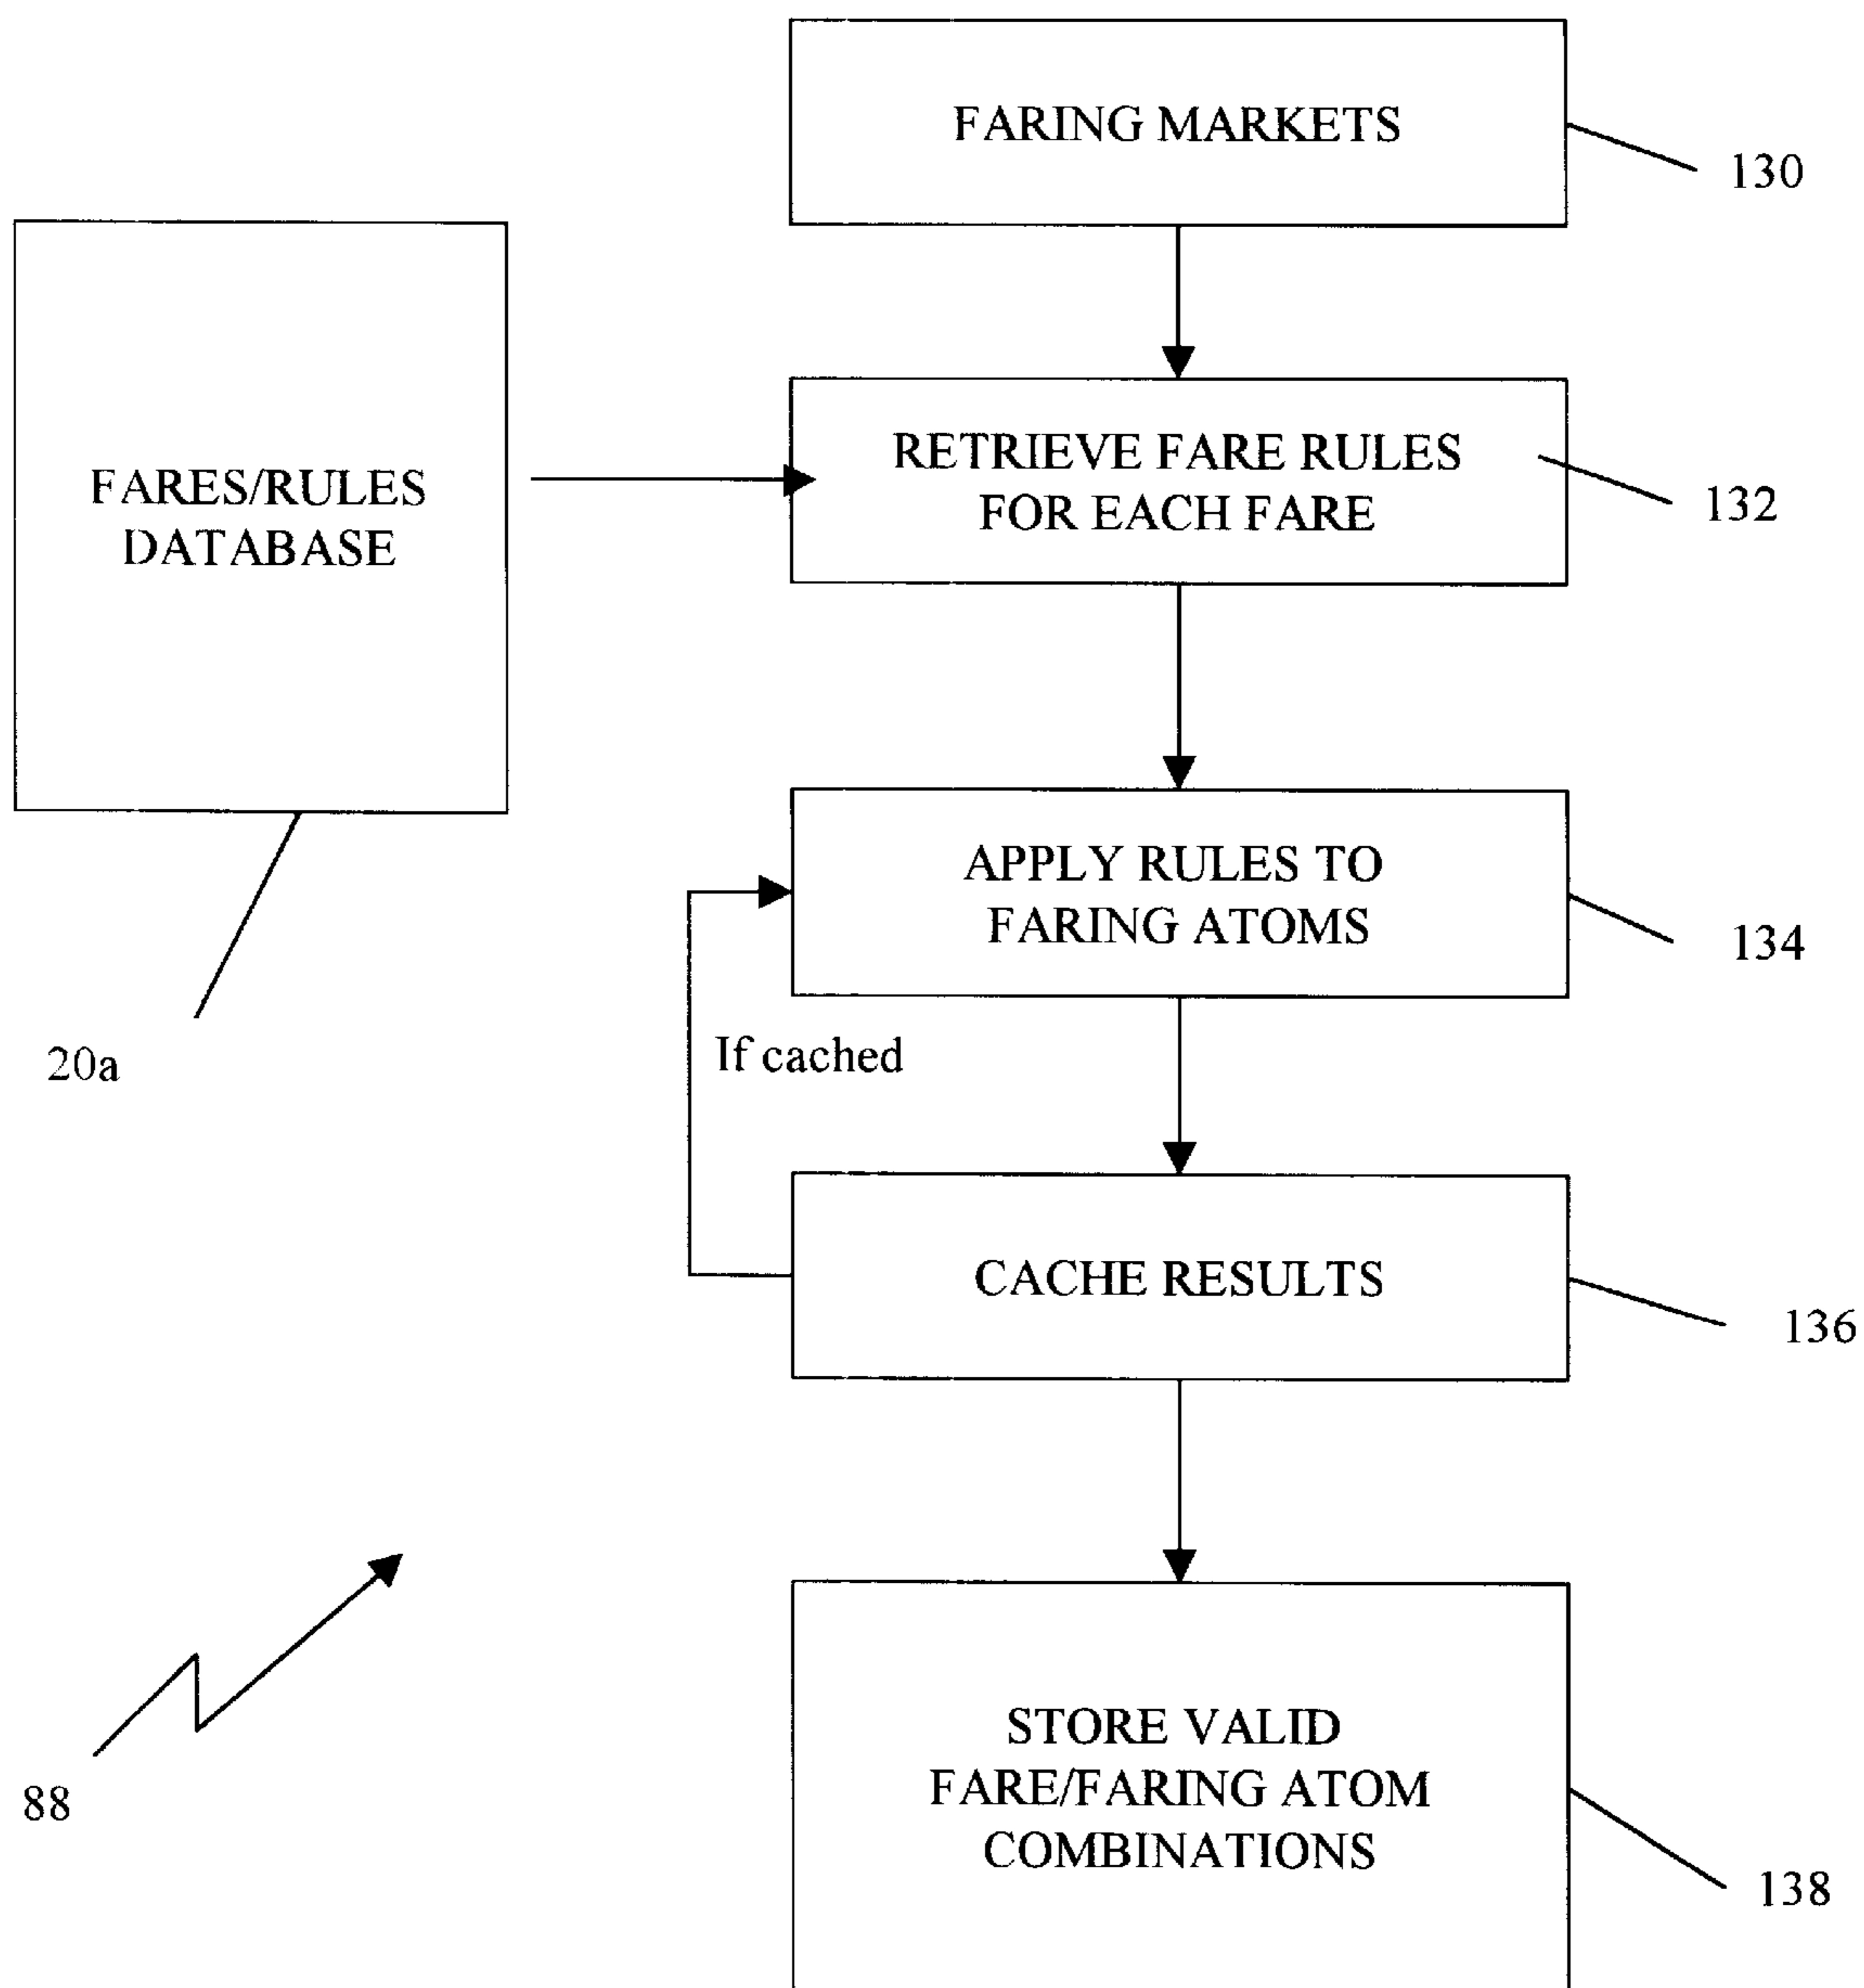 FARING MARKETS
130
FARES/RULES
DATABASE
RETRIEVE FARE RULES
FOR EACH FARE
132
APPLY RULES TO
FARING ATOMS
134
20a
If cached
CACHE RESULTS
136
STORE VALID
FARE/FARING ATOM
COMBINATIONS
138
88